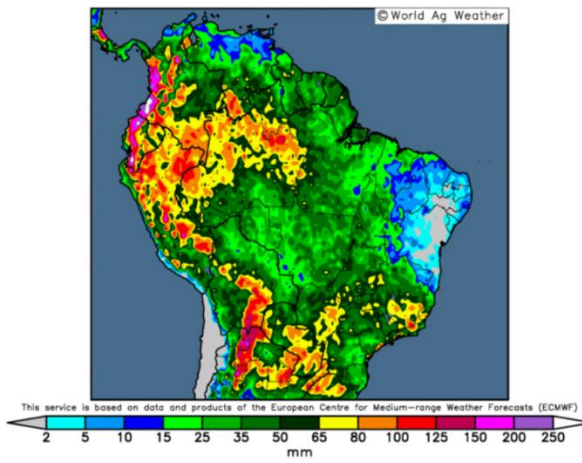 © World Ag Weather
This service is based on data and products of the European Centre for Medium-range Weather Forecasts (ECMWF)
2 5 10 15 25 35 50 65 80 100 125 150 200 250
mm